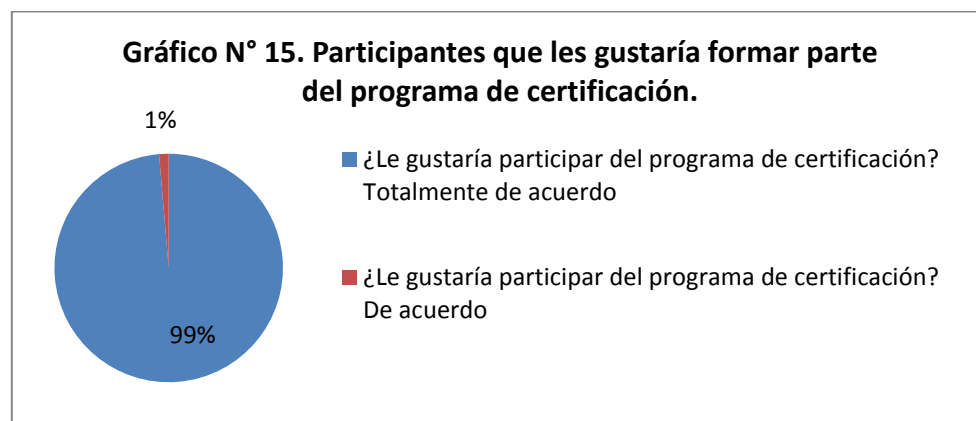 Gráfico N° 15. Participantes que les gustaría formar parte
del programa de certificación.
1%
¿Le gustaría participar del programa de certificación?
Totalmente de acuerdo
¿Le gustaría participar del programa de certificación?
De acuerdo
99%